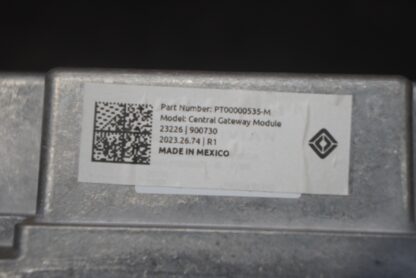 Part Number: PT00000535-M
Model: Central Gateway Module
23226 | 900730
2023.26.74 | R1
MADE IN MEXICO